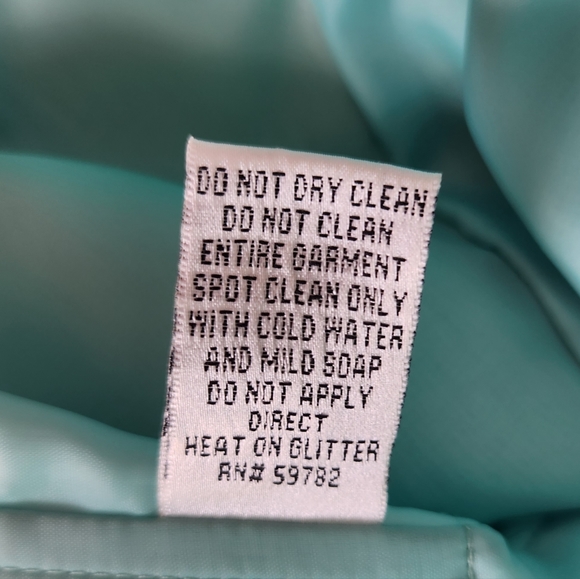 DO NOT DRY CLEAN
DO NOT CLEAN
ENTIRE GARMENT
SPOT CLEAN ONLY
WITH COLD WATER
AND MILD SOAP
DO NOT APPLY
DIRECT
HEAT ON GLITTER
RN# 59782